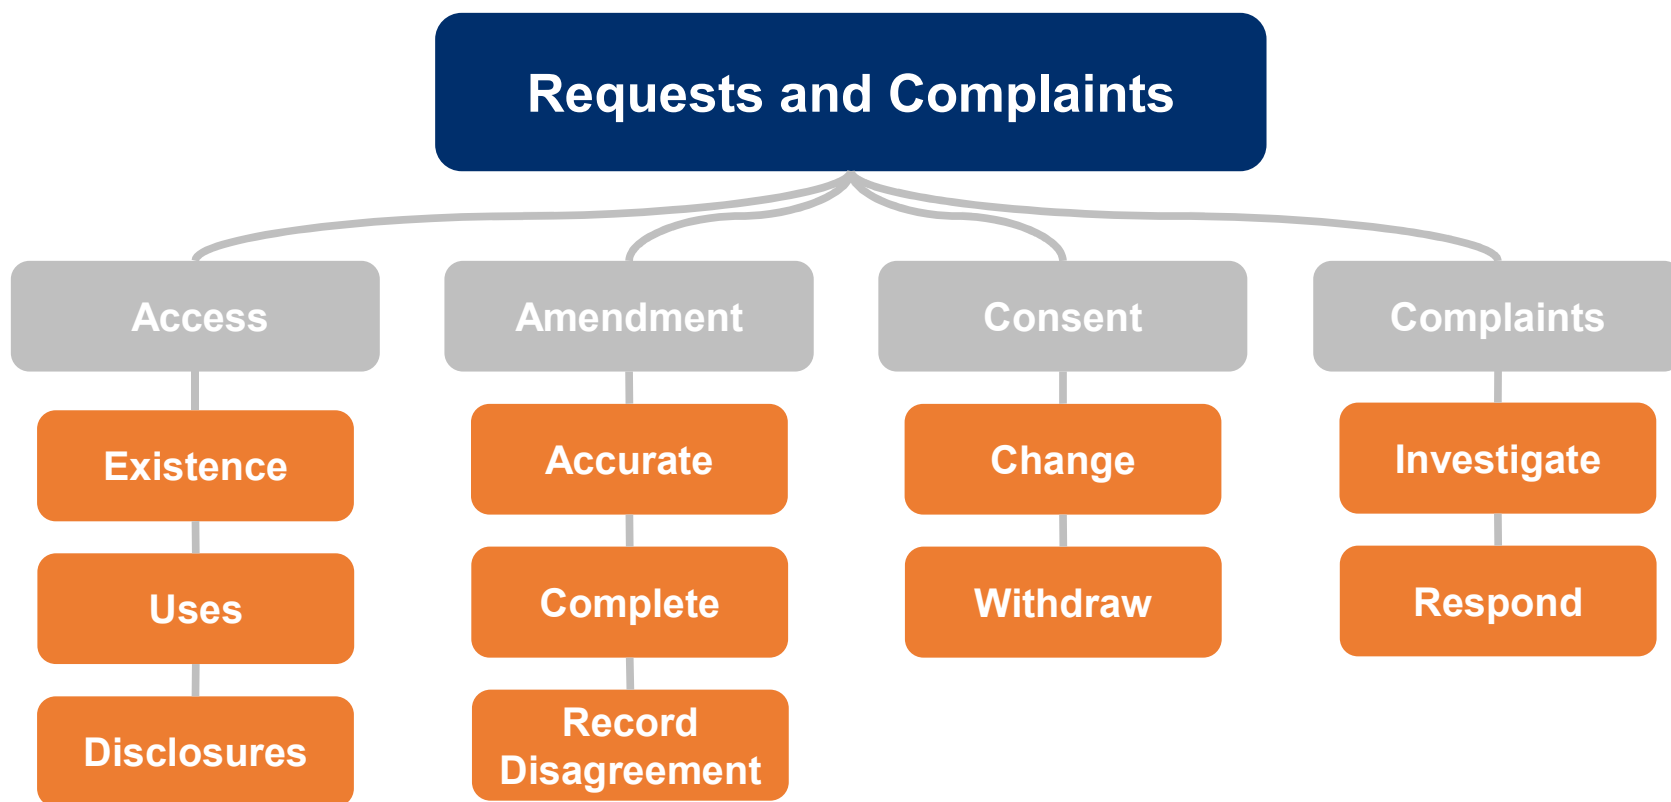 Requests and Complaints
Access
Existence
Uses
Disclosures
Amendment
Accurate
Complete
Record
Disagreement
Consent
Change
Withdraw
Complaints
Investigate
Respond